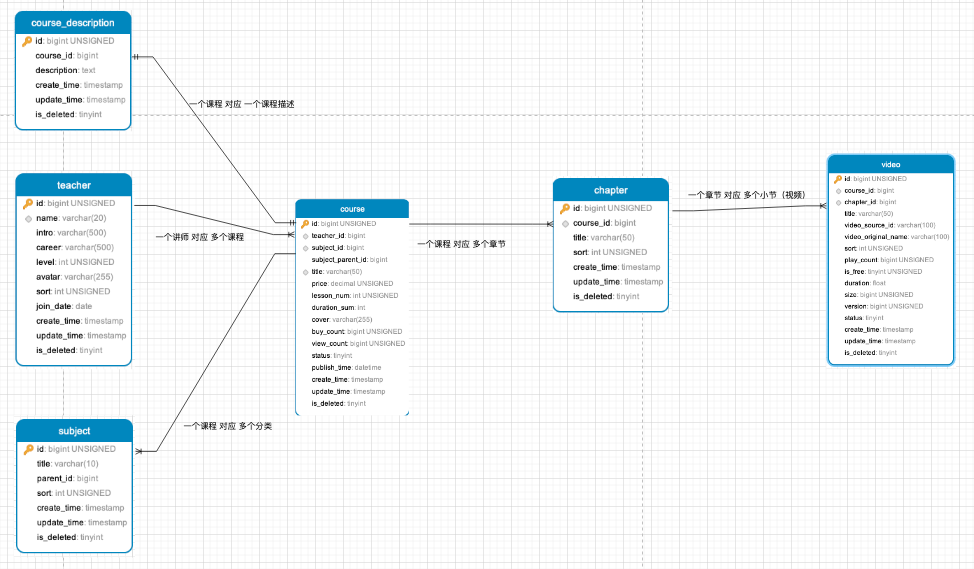 course_description
id: bigint UNSIGNED
course_id: bigint
description: text
create_time: timestamp
update_time: timestamp
is_deleted: tinyint
一个课程 对应 一个课程描述
teacher
id: bigint UNSIGNED
name: varchar(20)
intro: varchar(500)
career: varchar(500)
level: int UNSIGNED
avatar: varchar(255)
sort: int UNSIGNED
join_date: date
create_time: timestamp
update_time: timestamp
is_deleted: tinyint
一个讲师 对应 多个课程
subject
id: bigint UNSIGNED
title: varchar(10)
parent_id: bigint
sort: int UNSIGNED
create_time: timestamp
update_time: timestamp
is_deleted: tinyint
一个课程 对应 多个分类
course
id: bigint UNSIGNED
teacher_id: bigint
subject_id: bigint
subject_parent_id: bigint
title: varchar(50)
price: decimal UNSIGNED
lesson_num: int UNSIGNED
duration_sum: int
cover: varchar(255)
buy_count: bigint UNSIGNED
view_count: bigint UNSIGNED
status: tinyint
publish_time: datetime
create_time: timestamp
update_time: timestamp
is_deleted: tinyint
一个课程 对应 多个章节
chapter
id: bigint UNSIGNED
course_id: bigint
title: varchar(50)
sort: int UNSIGNED
create_time: timestamp
update_time: timestamp
is_deleted: tinyint
一个章节 对应 多个小节（视频）
video
id: bigint UNSIGNED
course_id: bigint
chapter_id: bigint
title: varchar(50)
video_source_id: varchar(100)
video_original_name: varchar(100)
sort: int UNSIGNED
play_count: bigint UNSIGNED
is_free: tinyint UNSIGNED
duration: float
size: bigint UNSIGNED
version: bigint UNSIGNED
status: tinyint
create_time: timestamp
update_time: timestamp
is_deleted: tinyint